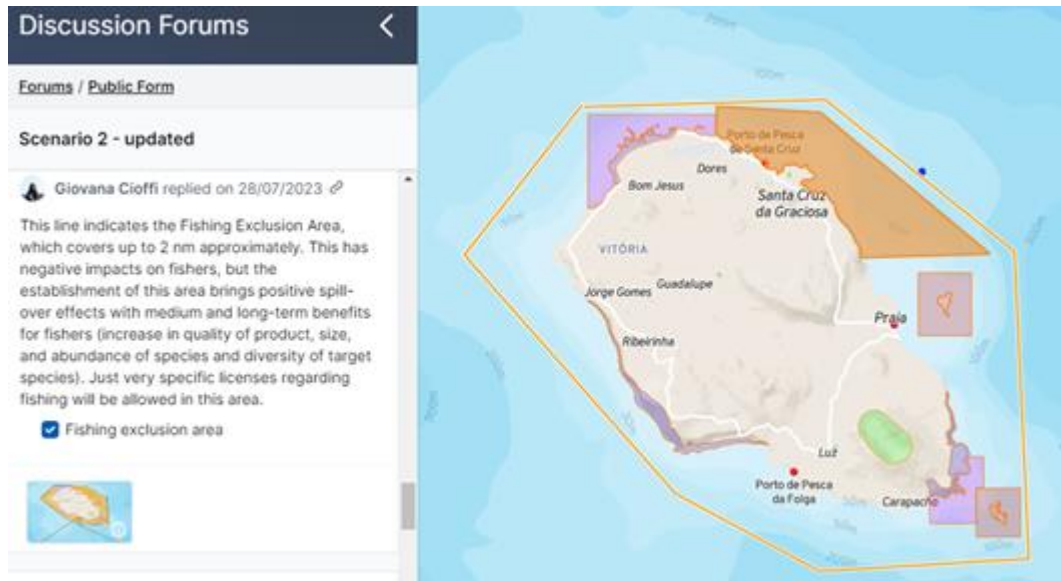 Discussion Forums
Forums / Public Form
Scenario 2 - updated
Giovana Cioffi replied on 28/07/2023
This line indicates the Fishing Exclusion Area,
which covers up to 2 nm approximately. This has
negative impacts on fishers, but the
establishment of this area brings positive spill-
over effects with medium and long-term benefits
for fishers (increase in quality of product, size,
and abundance of species and diversity of target
species). Just very specific licenses regarding
fishing will be allowed in this area.
Fishing exclusion area
Porto de Pesca
de Santa Cruz
Dores
Bom Jesus
Santa Cruz
da Graciosa
VITÓRIA
Guadalupe
Jorge Gomes
Praia
Ribeirinha
Luz
Porto de Pesca
da Folga
Carapacho